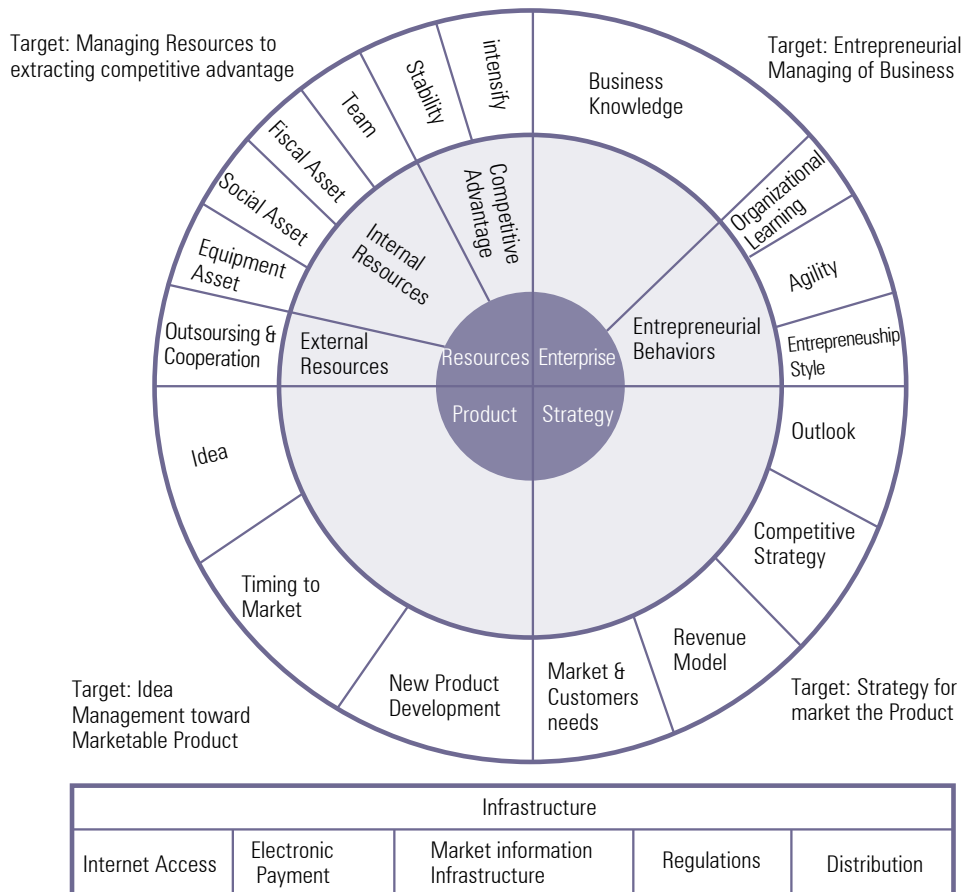 Target: Managing Resources to
extracting competitive advantage
Target: Entrepreneurial
Managing of Business
intensify
Stability
Team
Fiscal Asset
Social Asset
Equipment
Asset
Outsoursing &
Cooperation
Business
Knowledge
Organizational
Learning
Agility
Entrepreneuship
Style
Competitive
Advantage
Internal
Resources
External
Resources
Entrepreneurial
Behaviors
Resources
Enterprise
Product
Strategy
Idea
Timing to
Market
New Product
Development
Market &
Customers
needs
Revenue
Model
Competitive
Strategy
Outlook
Target: Idea
Management toward
Marketable Product
Target: Strategy for
market the Product
Infrastructure
Internet Access
Electronic
Payment
Market information
Infrastructure
Regulations
Distribution